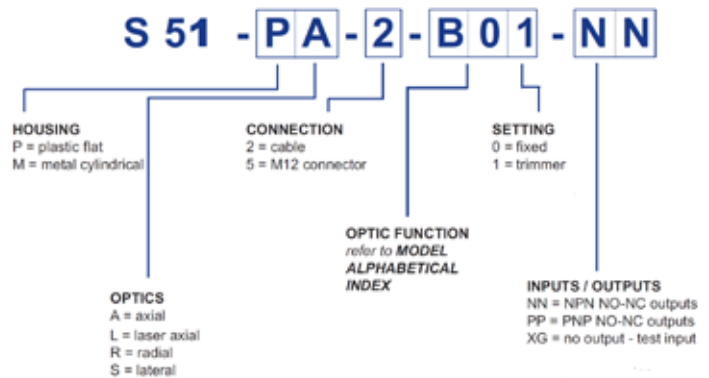 S 51 - P A - 2 - B 0 1 - N N
HOUSING
P = plastic flat
M = metal cylindrical
CONNECTION
2 = cable
5 = M12 connector
SETTING
0 = fixed
1 = trimmer
OPTIC FUNCTION
refer to MODEL
ALPHABETICAL
INDEX
OPTICS
A = axial
L = laser axial
R = radial
S = lateral
INPUTS / OUTPUTS
NN = NPN NO-NC outputs
PP = PNP NO-NC outputs
XG = no output - test input